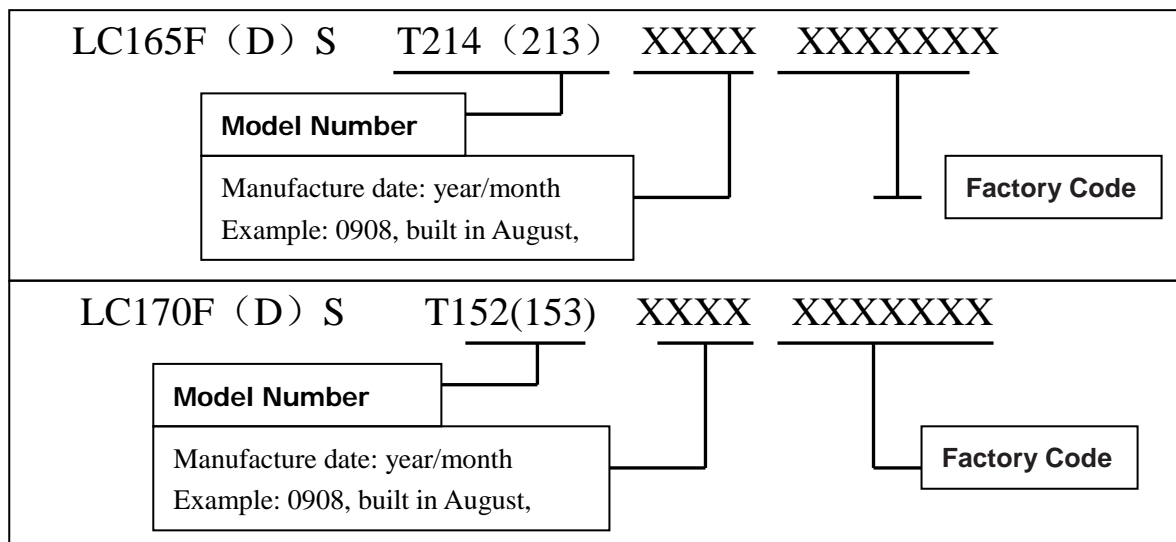 LC165F（D）S T214（213） XXXX XXXXXXX
Model Number
Manufacture date: year/month
Example: 0908, built in August,
Factory Code
LC170F（D）S T152(153) XXXX XXXXXXX
Model Number
Manufacture date: year/month
Example: 0908, built in August,
Factory Code